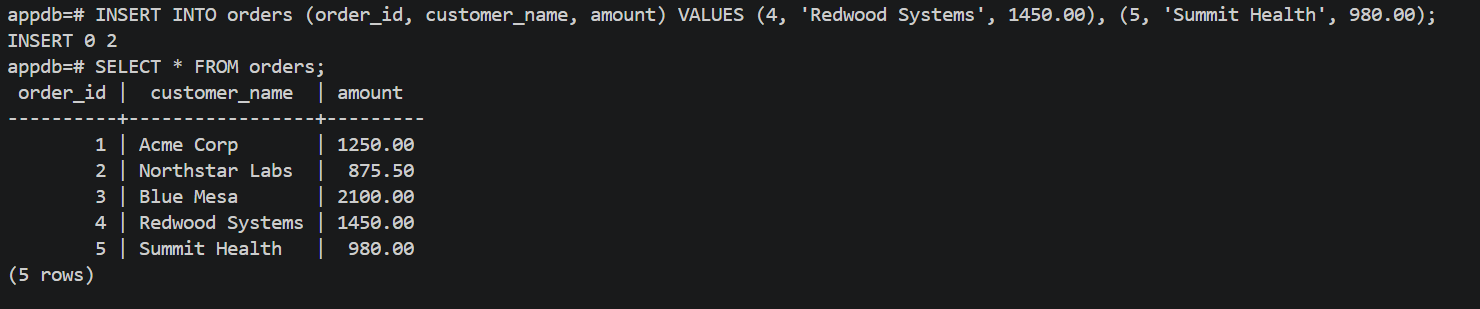 appdb=# INSERT INTO orders (order_id, customer_name, amount) VALUES (4, 'Redwood Systems', 1450.00), (5, 'Summit Health', 980.00);
INSERT 0 2
appdb=# SELECT * FROM orders;
 order_id |  customer_name  | amount
----------+-----------------+---------
        1 | Acme Corp       | 1250.00
        2 | Northstar Labs  |  875.50
        3 | Blue Mesa       | 2100.00
        4 | Redwood Systems | 1450.00
        5 | Summit Health   |  980.00
(5 rows)